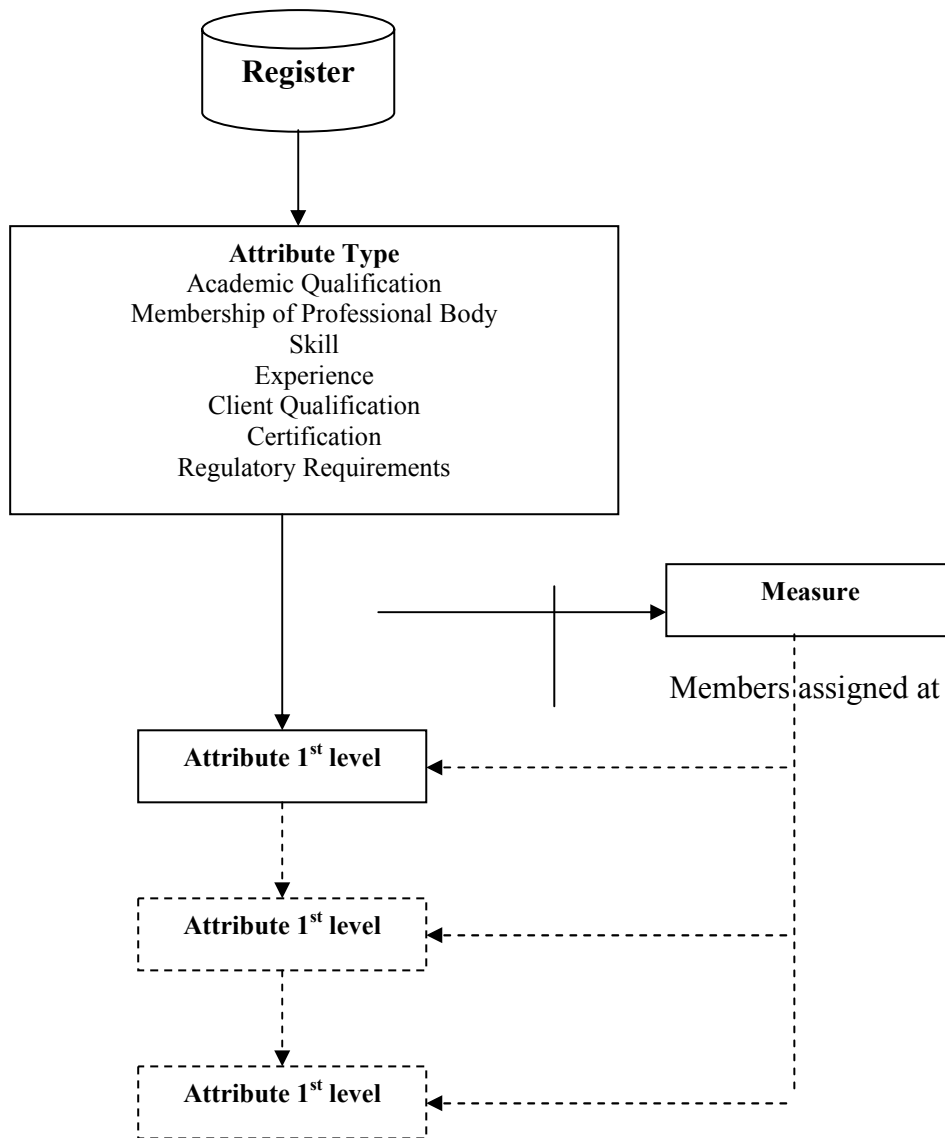 Register
Attribute Type
Academic Qualification
Membership of Professional Body
Skill
Experience
Client Qualification
Certification
Regulatory Requirements
Measure
Members assigned at
Attribute 1st level
Attribute 1st level
Attribute 1st level